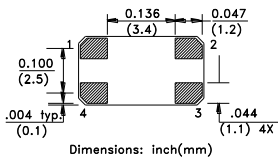 0.136 0.047
(3.4) (1.2)
1 2
0.100
(2.5)
.004 typ. .044
(0.1) 4 3 (1.1) 4X
Dimensions: inch(mm)